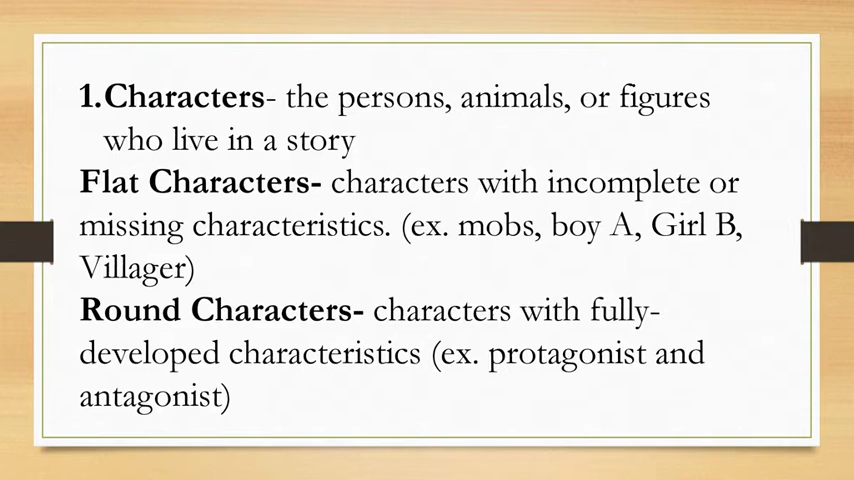 1.Characters- the persons, animals, or figures
who live in a story
Flat Characters- characters with incomplete or
missing characteristics. (ex. mobs, boy A, Girl B,
Villager)
Round Characters- characters with fully-
developed characteristics (ex. protagonist and
antagonist)